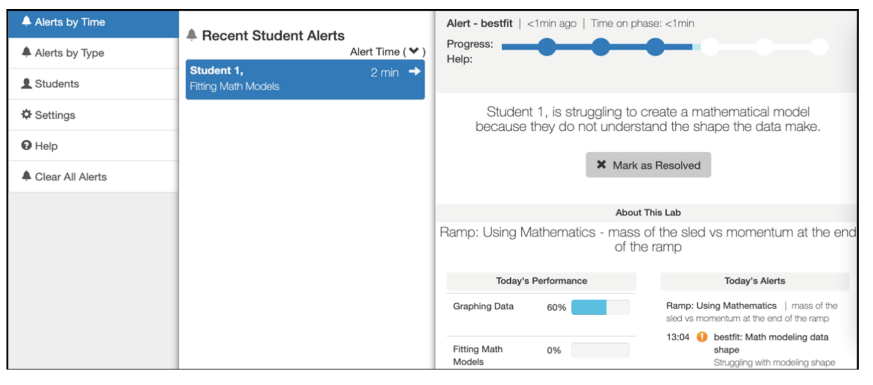 Alerts by Time
Alerts by Type
Students
Settings
Help
Clear All Alerts
Recent Student Alerts
Alert Time ( )
Student 1,
2 min
Fitting Math Models
Alert - bestfit | <1min ago | Time on phase: <1min
Progress:
Help:
Student 1, is struggling to create a mathematical model
because they do not understand the shape the data make.
Mark as Resolved
About This Lab
Ramp: Using Mathematics - mass of the sled vs momentum at the end
of the ramp
Today's Performance
Graphing Data 60%
Fitting Math
Models
0%
Today's Alerts
Ramp: Using Mathematics | mass of the
sled vs momentum at the end of the ramp
13:04 bestfit: Math modeling data
shape
Struggling with modeling shape